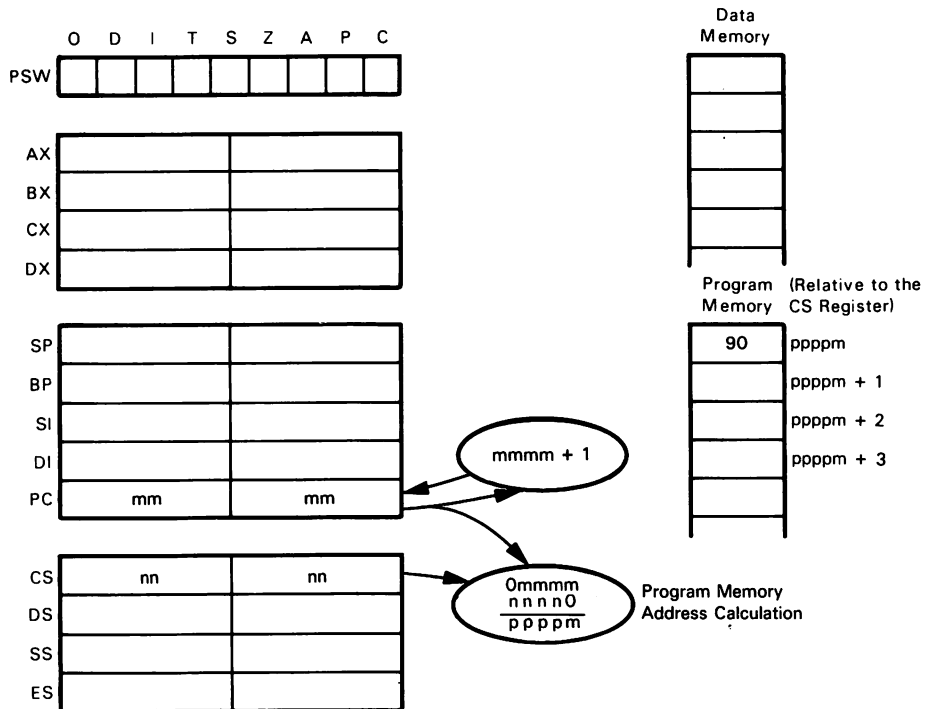 O D I T S Z A P C
PSW
AX
BX
CX
DX
SP
BP
SI
DI
PC mm mm
mmmm + 1
CS nn nn
DS
SS
ES
0mmmm
nnnn0
ppppm
Program Memory
Address Calculation
Data
Memory
Program (Relative to the
Memory CS Register)
90 ppppm
ppppm + 1
ppppm + 2
ppppm + 3